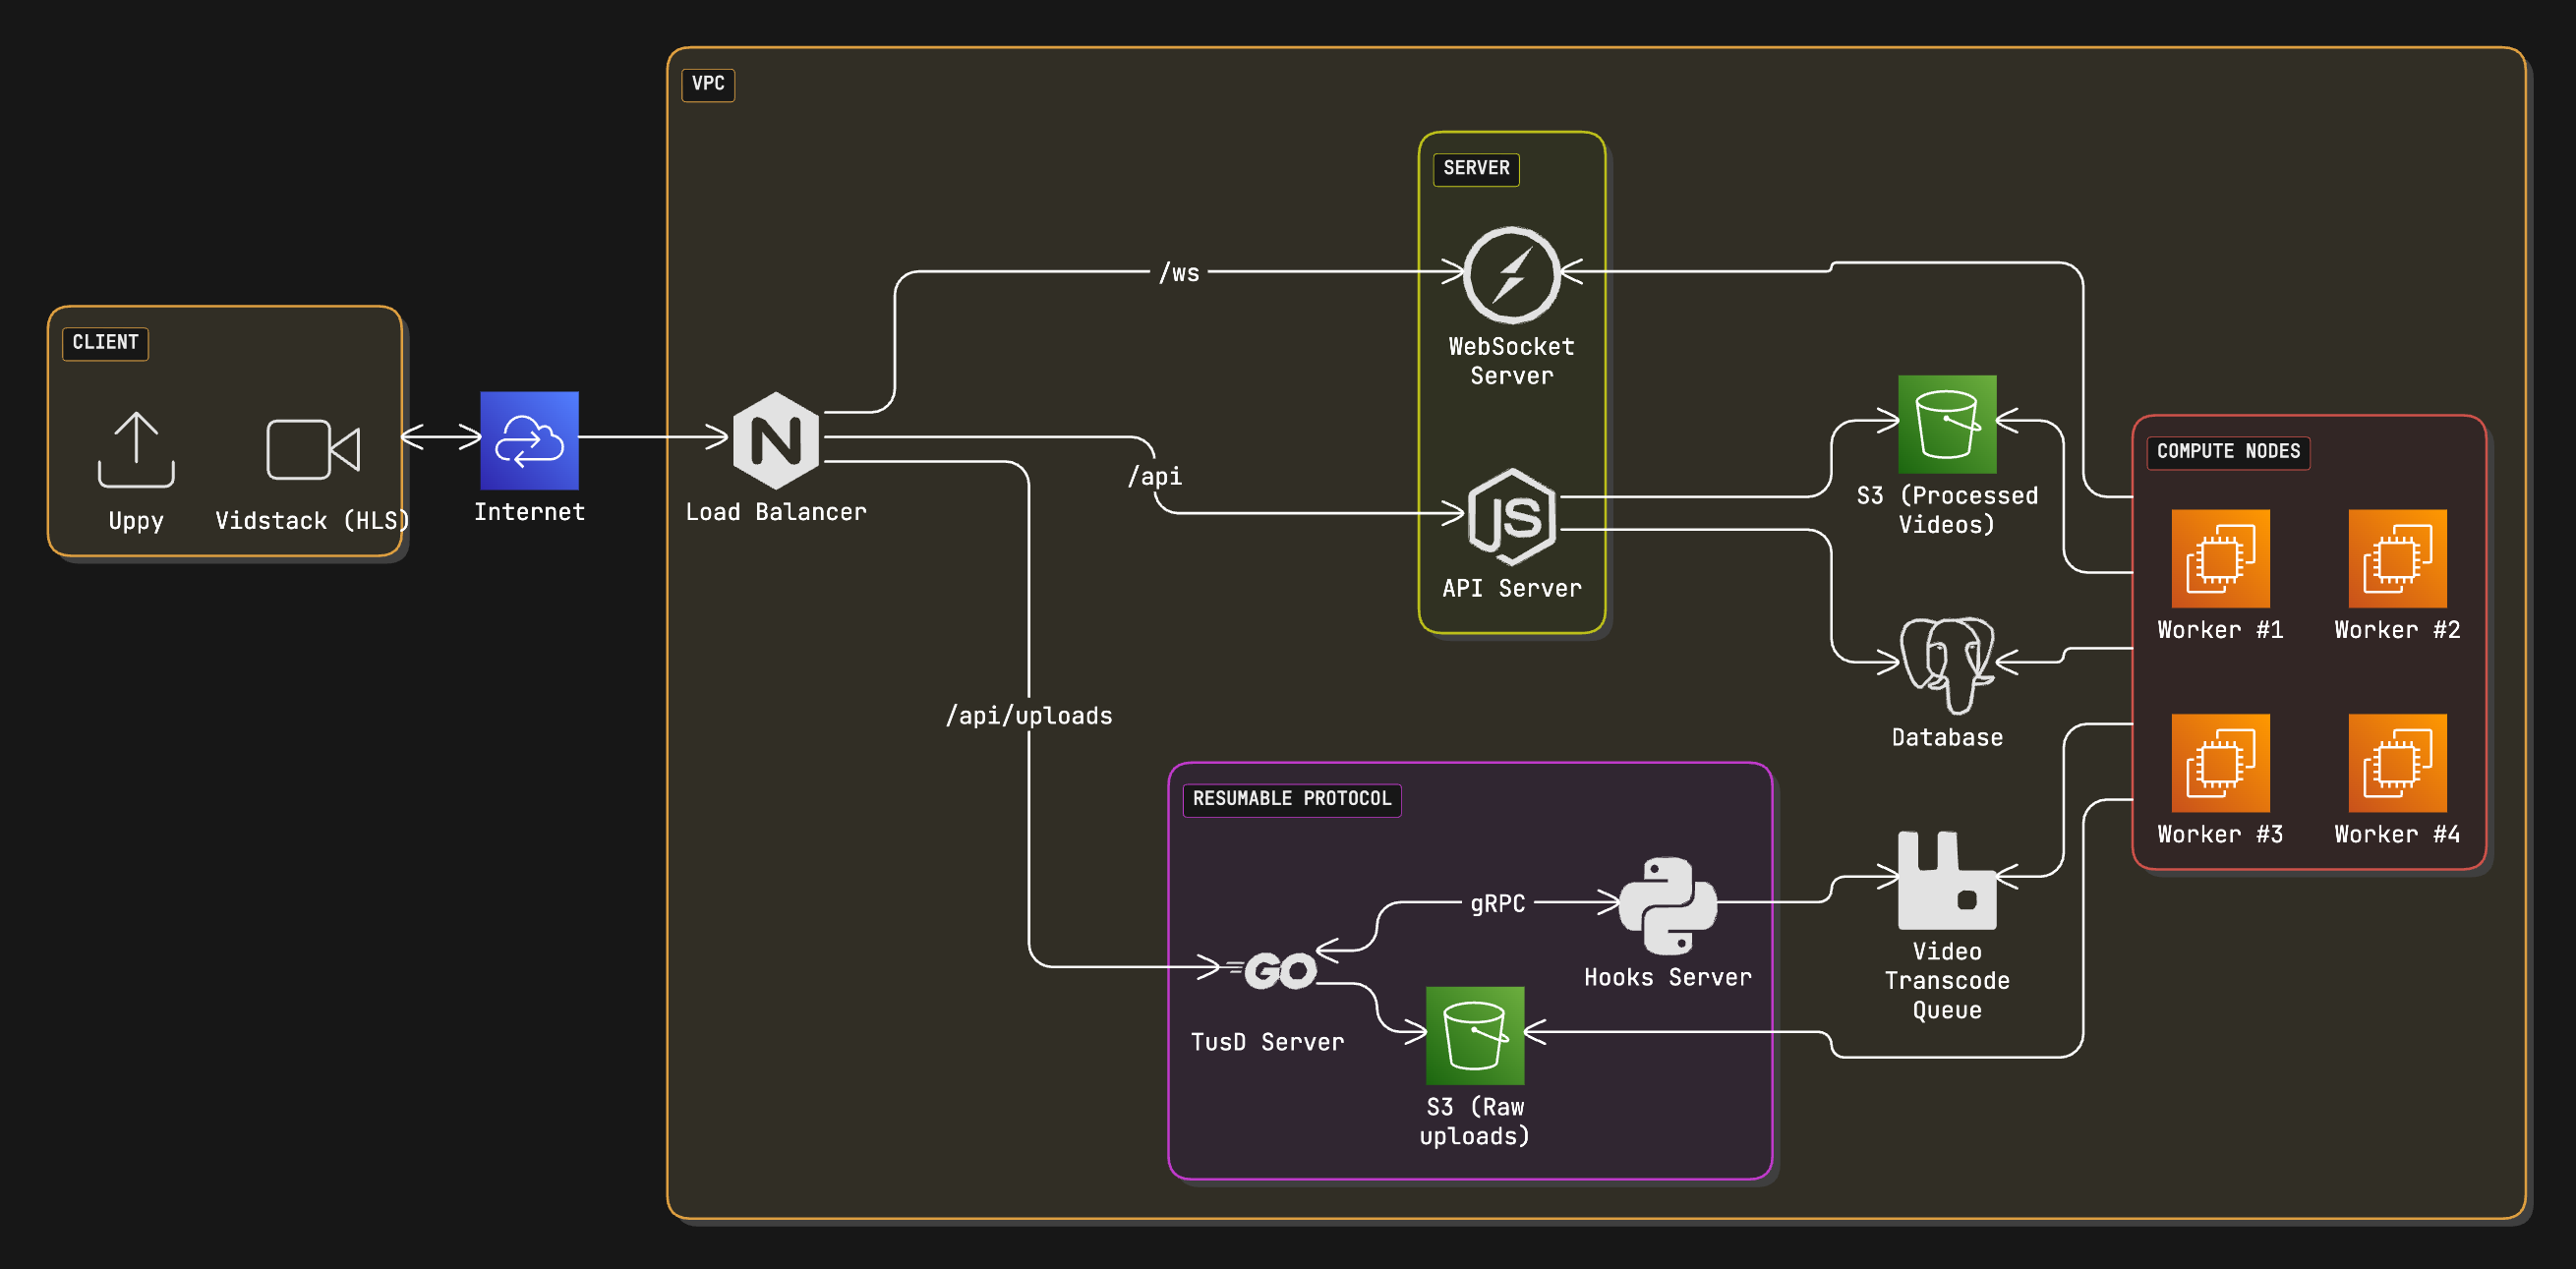 VPC
SERVER
/ws
WebSocket
Server
CLIENT
Uppy
Vidstack (HLS)
Internet
N
Load Balancer
/api
JS
API Server
S3 (Processed
Videos)
COMPUTE NODES
Worker #1
Worker #2
Worker #3
Worker #4
Database
/api/uploads
RESUMABLE PROTOCOL
gRPC
Hooks Server
GO
TusD Server
S3 (Raw
uploads)
Video
Transcode
Queue